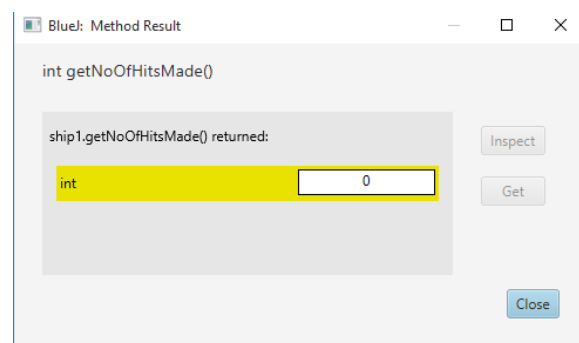 BlueJ: Method Result
int getNoOfHitsMade()
ship1.getNoOfHitsMade() returned:
Inspect
int 0
Get
Close